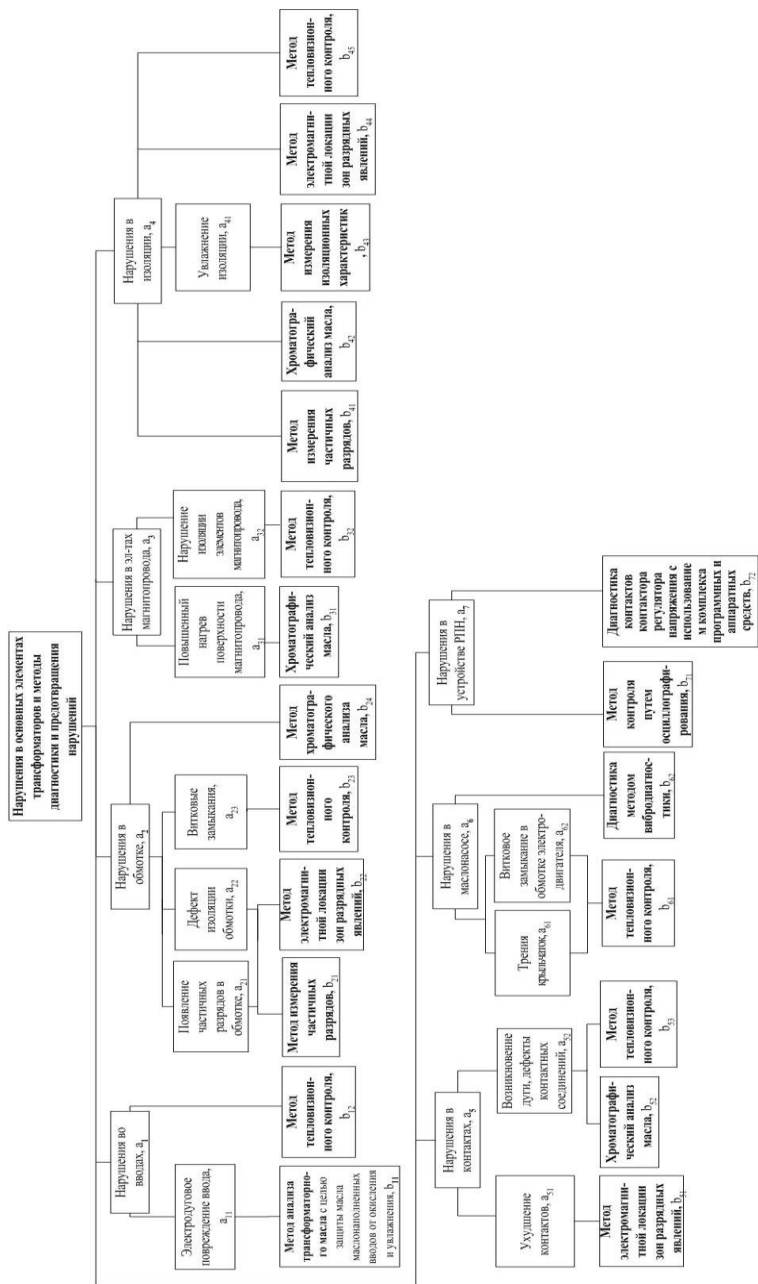 Нарушения в основных элементах
трансформаторов и методы
диагностики и предотвращения
нарушений
Нарушения во
вводах, a₁
Электродуговое
повреждение ввода,
a₁₁
Метод анализа
трансформаторно-
го масла с целью
защиты масла
маслонаполненных
вводов от окисления
и увлажнения, b₁₁
Метод
тепловизион-
ного контроля,
b₁₂
Нарушения в
обмотке, a₂
Появление
частичных
разрядов в
обмотке, a₂₁
Дефект
изоляции
обмотки, a₂₂
Витковые
замыкания,
a₂₃
Метод измерения
частичных
разрядов, b₂₁
Метод
электромагни-
тной локации
зон разрядных
явлений, b₂₂
Метод
тепловизион-
ного
контроля, b₂₃
Метод
хроматогра-
фического
анализа
масла, b₂₄
Нарушения в эл-тах
магнитопровода, a₃
Повышенный
нагрев
поверхности
магнитопровода,
a₃₁
Нарушение
изоляции
элементов
магнитопровода,
a₃₂
Хроматографи-
ческий анализ
масла, b₃₁
Метод
тепловизион-
ного контроля,
b₃₂
Нарушения в
изоляции, a₄
Увлажнение
изоляции, a₄₁
Метод
измерения
частичных
разрядов, b₄₁
Хроматогра-
фический
анализ масла,
b₄₂
Метод
измерения
изоляционных
характеристик
, b₄₃
Метод
электромагни-
тной локации
зон разрядных
явлений, b₄₄
Метод
тепловизион-
ного контроля,
b₄₅
Нарушения в
контактах, a₅
Ухудшение
контактов, a₅₁
Возникновение
дуги, дефекты
контактных
соединений, a₅₂
Метод
электромагни-
тной локации
зон разрядных
явлений, b₅₁
Хроматографи-
ческий анализ
масла, b₅₂
Метод
тепловизион-
ного контроля,
b₅₃
Нарушения в
маслонасосе, a₆
Трения
крыльчаток, a₆₁
Витковое
замыкание в
обмотке электро-
двигателя, a₆₂
Метод
тепловизион-
ного контроля,
b₆₁
Диагностика
методом
вибродиагнос-
тики, b₆₂
Нарушения в
устройстве РПН, a₇
Метод
контроля
путем
осциллографи-
рования, b₇₁
Диагностика
контактов
контактора
регулятора
напряжения с
использование
м комплекса
программных и
аппаратных
средств, b₇₂